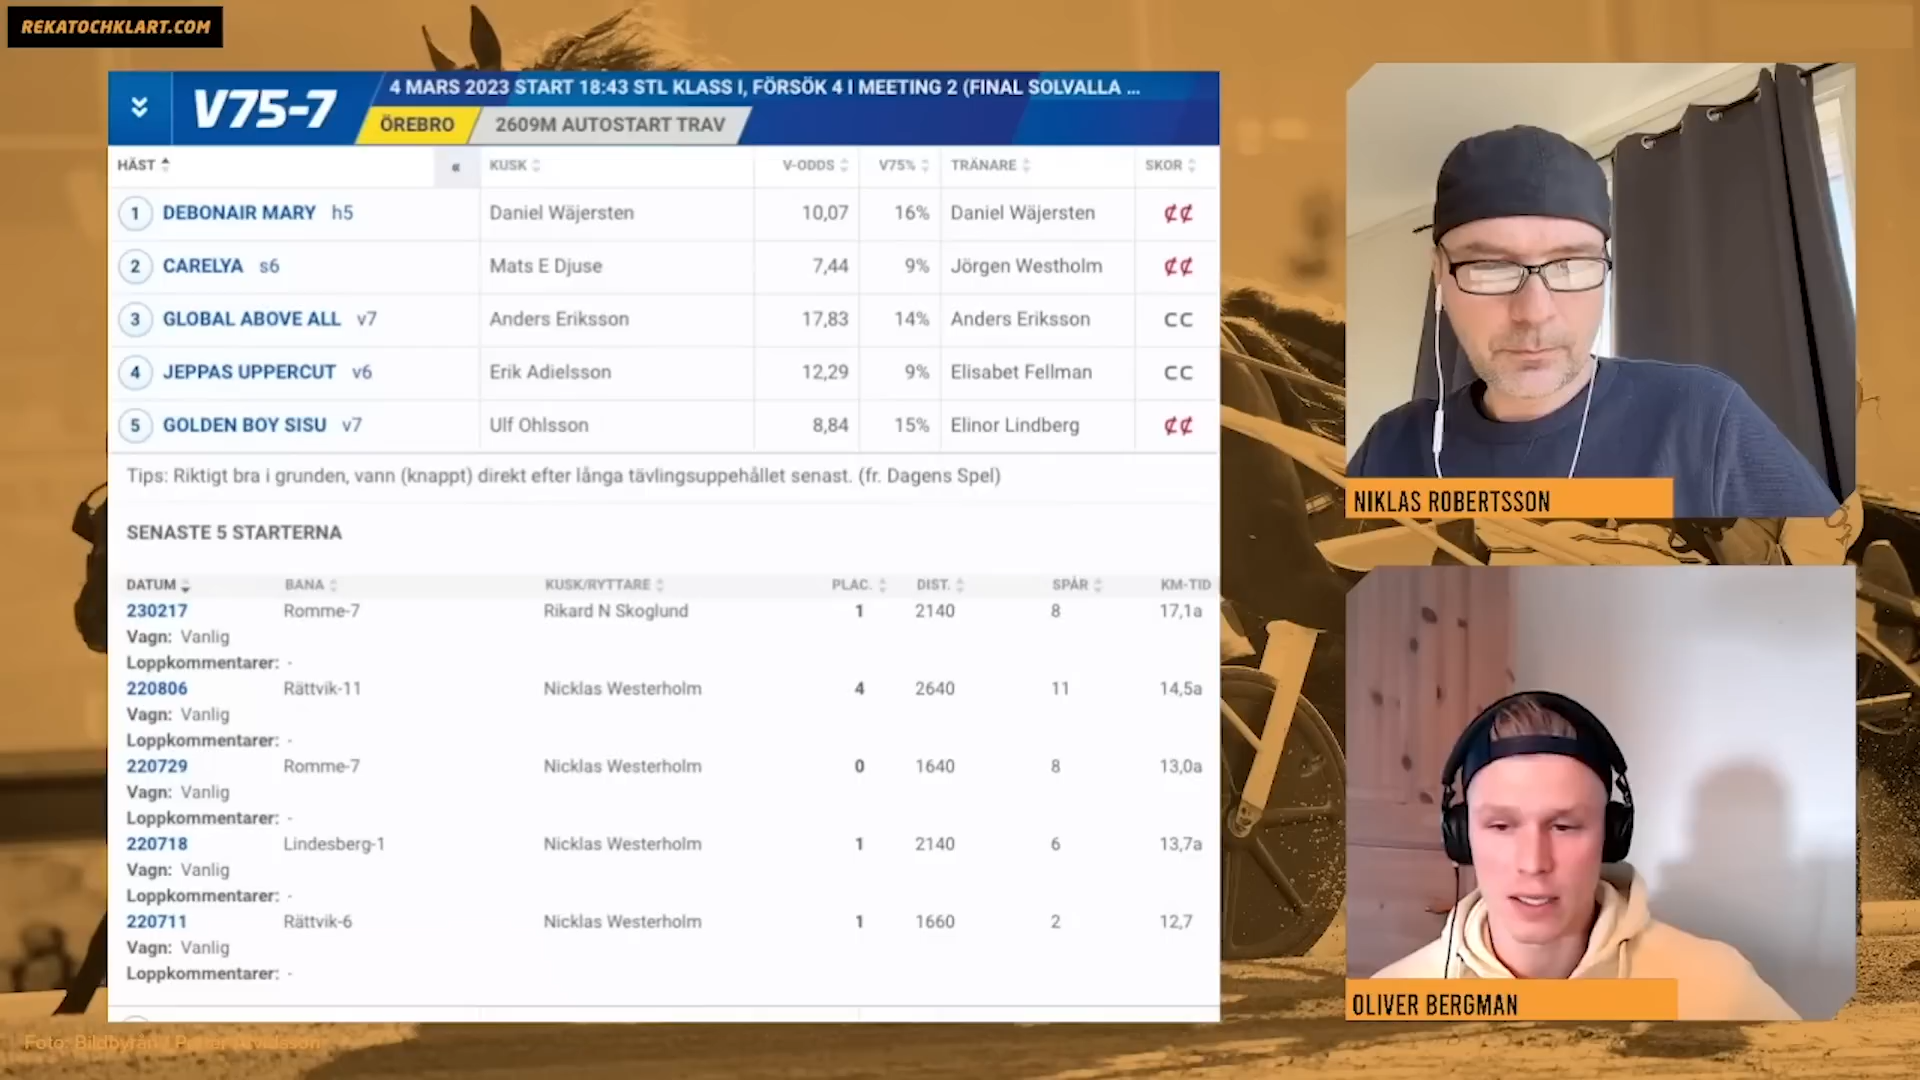 REKATOCHKLART.COM
V75-7
4 MARS 2023 START 18:43 STL KLASS I, FÖRSÖK 4 I MEETING 2 (FINAL SOLVALLA ...
ÖREBRO 2609M AUTOSTART TRAV
HÄST « KUSK V-ODDS V75% TRÄNARE SKOR
1 DEBONAIR MARY h5 Daniel Wäjersten 10,07 16% Daniel Wäjersten ȼȼ
2 CARELYA s6 Mats E Djuse 7,44 9% Jörgen Westholm ȼȼ
3 GLOBAL ABOVE ALL v7 Anders Eriksson 17,83 14% Anders Eriksson CC
4 JEPPAS UPPERCUT v6 Erik Adielsson 12,29 9% Elisabet Fellman CC
5 GOLDEN BOY SISU v7 Ulf Ohlsson 8,84 15% Elinor Lindberg ȼȼ
Tips: Riktigt bra i grunden, vann (knappt) direkt efter långa tävlingsuppehållet senast. (fr. Dagens Spel)
SENASTE 5 STARTERNA
DATUM BANA KUSK/RYTTARE PLAC. DIST. SPÅR KM-TID
230217 Romme-7 Rikard N Skoglund 1 2140 8 17,1a
Vagn: Vanlig
Loppkommentarer: -
220806 Rättvik-11 Nicklas Westerholm 4 2640 11 14,5a
Vagn: Vanlig
Loppkommentarer: -
220729 Romme-7 Nicklas Westerholm 0 1640 8 13,0a
Vagn: Vanlig
Loppkommentarer: -
220718 Lindesberg-1 Nicklas Westerholm 1 2140 6 13,7a
Vagn: Vanlig
Loppkommentarer: -
220711 Rättvik-6 Nicklas Westerholm 1 1660 2 12,7
Vagn: Vanlig
Loppkommentarer: -
NIKLAS ROBERTSSON
OLIVER BERGMAN
Foto: Bildbyrån